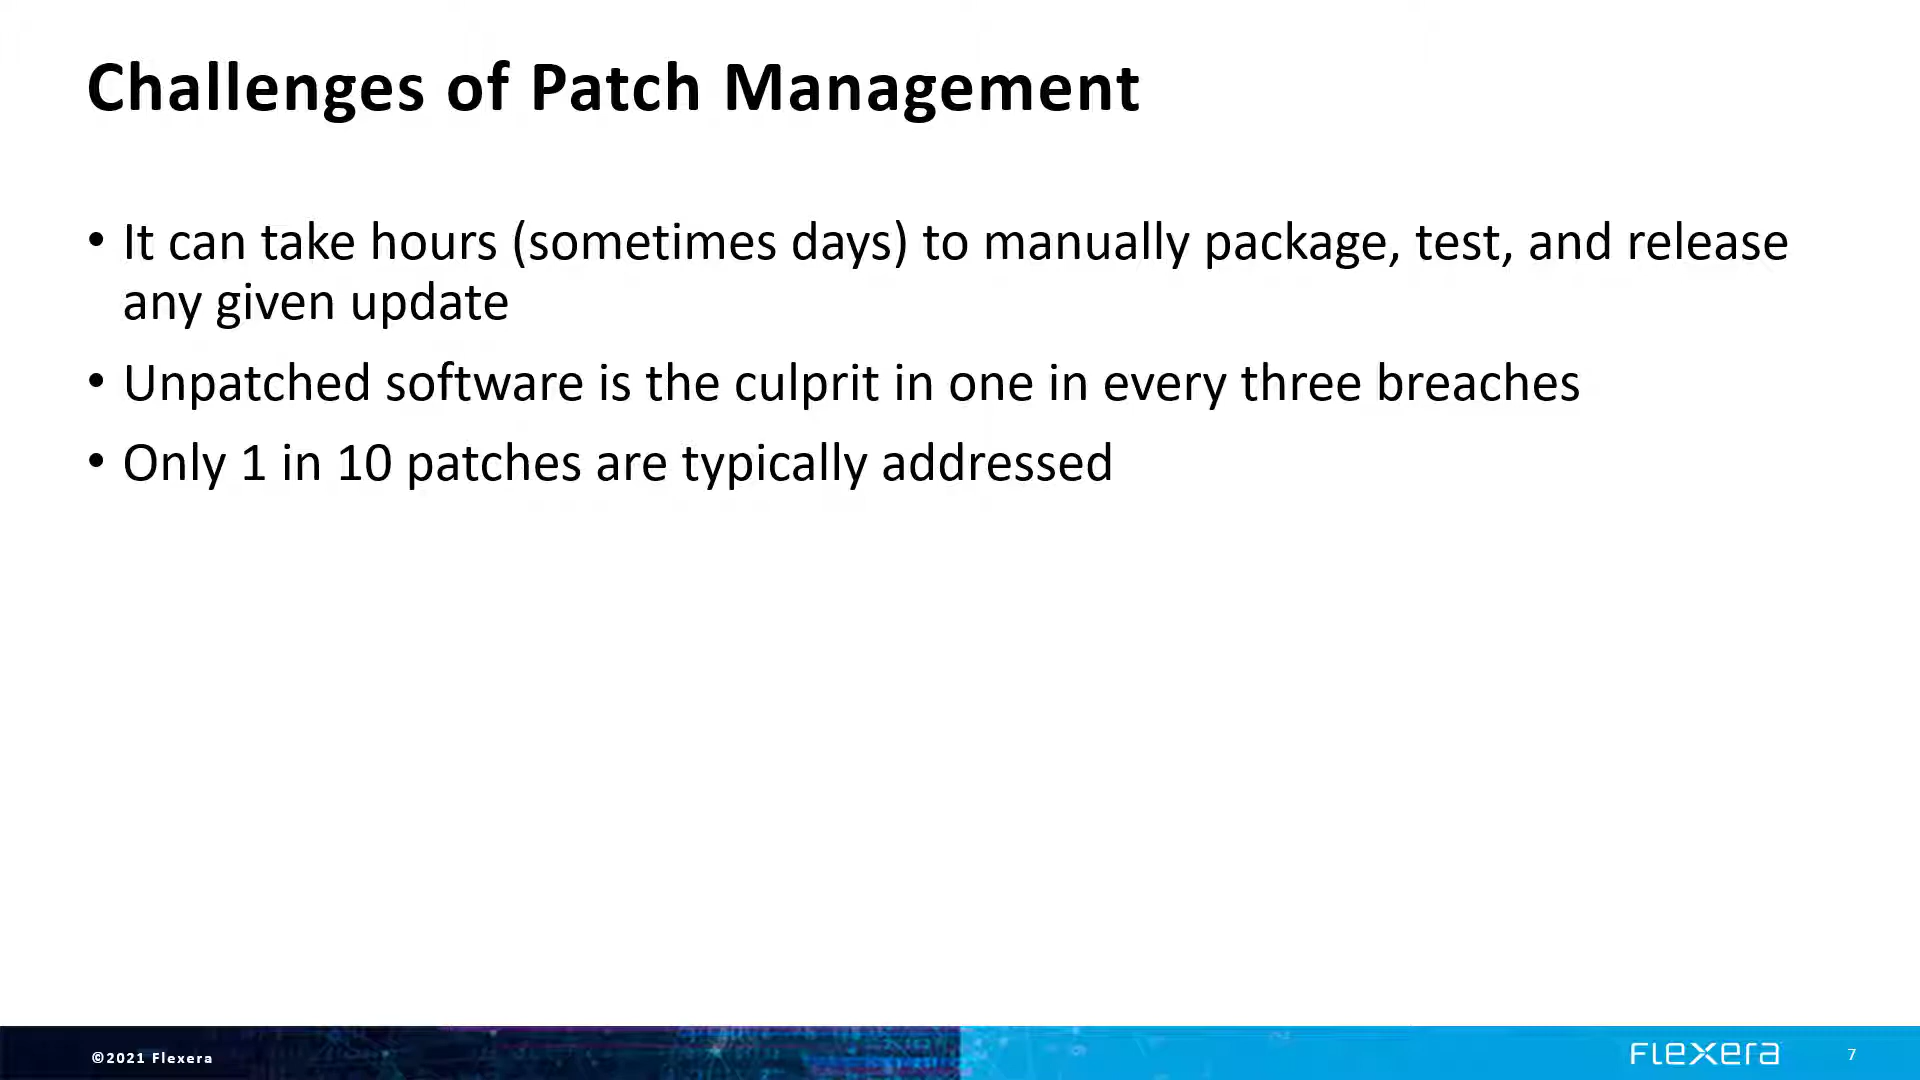 Challenges of Patch Management
• It can take hours (sometimes days) to manually package, test, and release
any given update
• Unpatched software is the culprit in one in every three breaches
• Only 1 in 10 patches are typically addressed
©2021 Flexera
FLEXERA
7